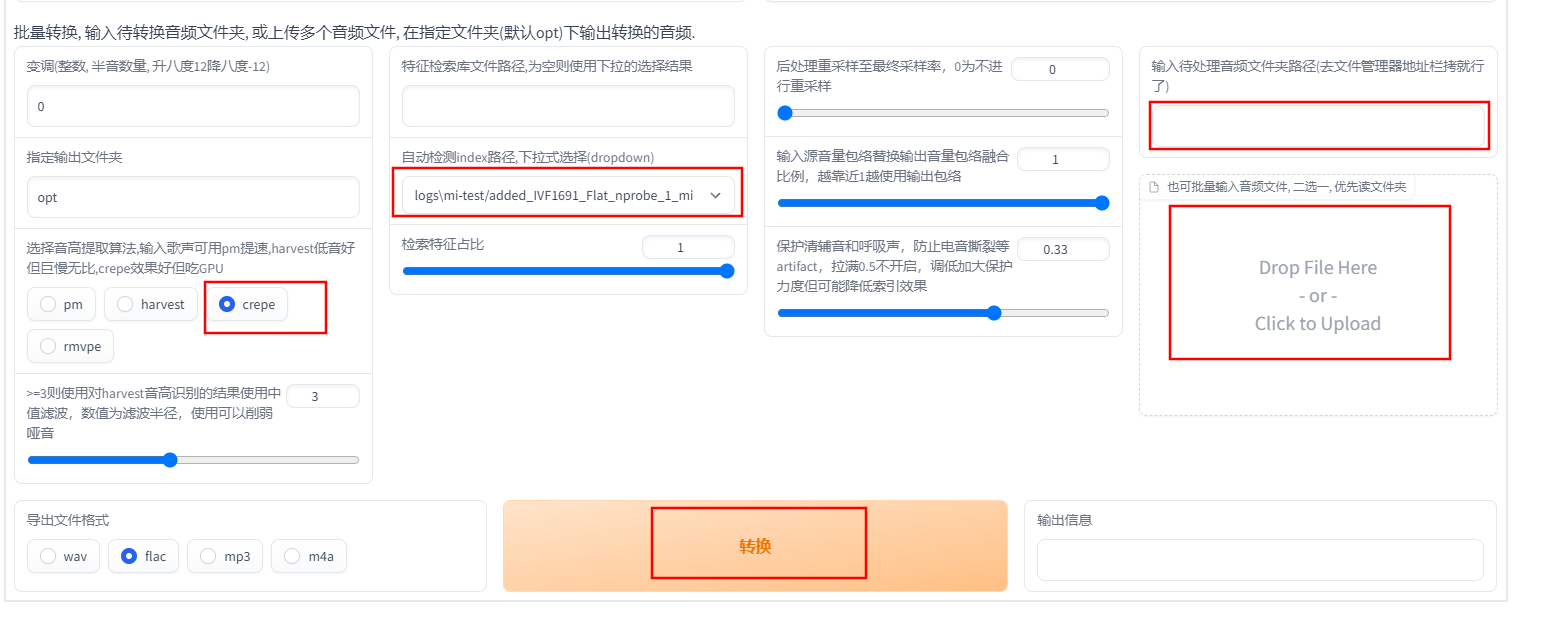 批量转换, 输入待转换音频文件夹, 或上传多个音频文件, 在指定文件夹(默认opt)下输出转换的音频.
变调(整数, 半音数量, 升八度12降八度-12)
0
指定输出文件夹
opt
选择音高提取算法,输入歌声可用pm提速,harvest低音好
但巨慢无比,crepe效果好但吃GPU
pm
harvest
crepe
rmvpe
>=3则使用对harvest音高识别的结果使用中
值滤波，数值为滤波半径，使用可以削弱
哑音
3
特征检索库文件路径,为空则使用下拉的选择结果
自动检测index路径,下拉式选择(dropdown)
logs\mi-test/added_IVF1691_Flat_nprobe_1_mi
检索特征占比
1
后处理重采样至最终采样率，0为不进
行重采样
0
输入源音量包络替换输出音量包络融合
比例，越靠近1越使用输出包络
1
保护清辅音和呼吸声，防止电音撕裂等
artifact，拉满0.5不开启，调低加大保护
力度但可能降低索引效果
0.33
输入待处理音频文件夹路径(去文件管理器地址栏拷就行
了)
也可批量输入音频文件, 二选一, 优先读文件夹
Drop File Here
- or -
Click to Upload
导出文件格式
wav
flac
mp3
m4a
转换
输出信息